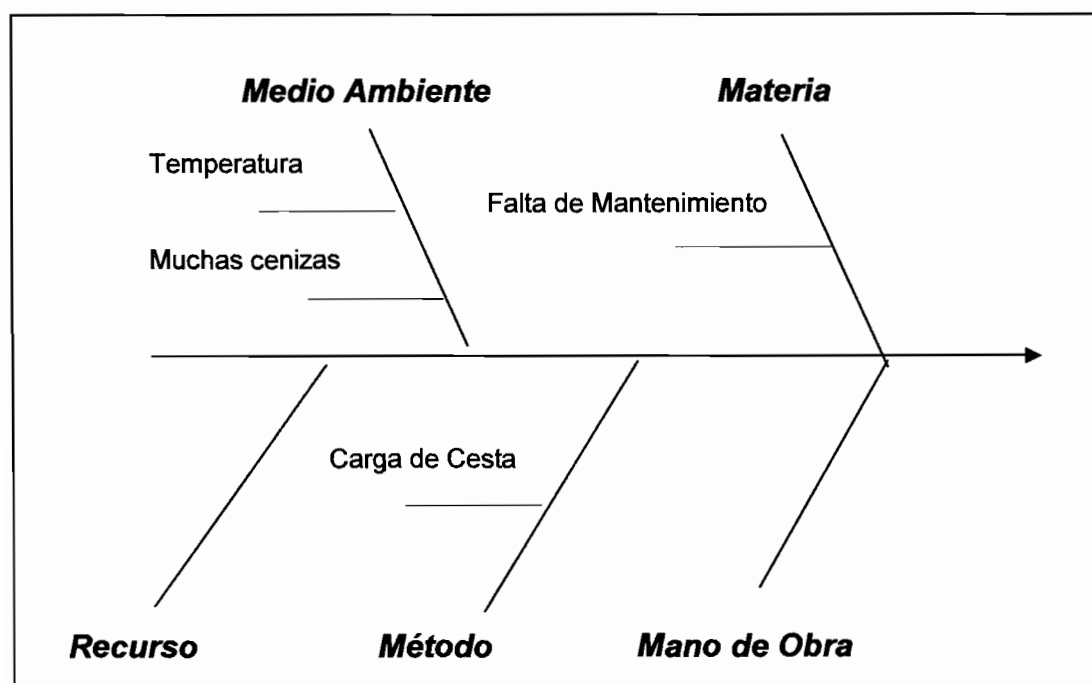 Medio Ambiente
Materia
Temperatura
Falta de Mantenimiento
Muchas cenizas
Carga de Cesta
Recurso
Método
Mano de Obra